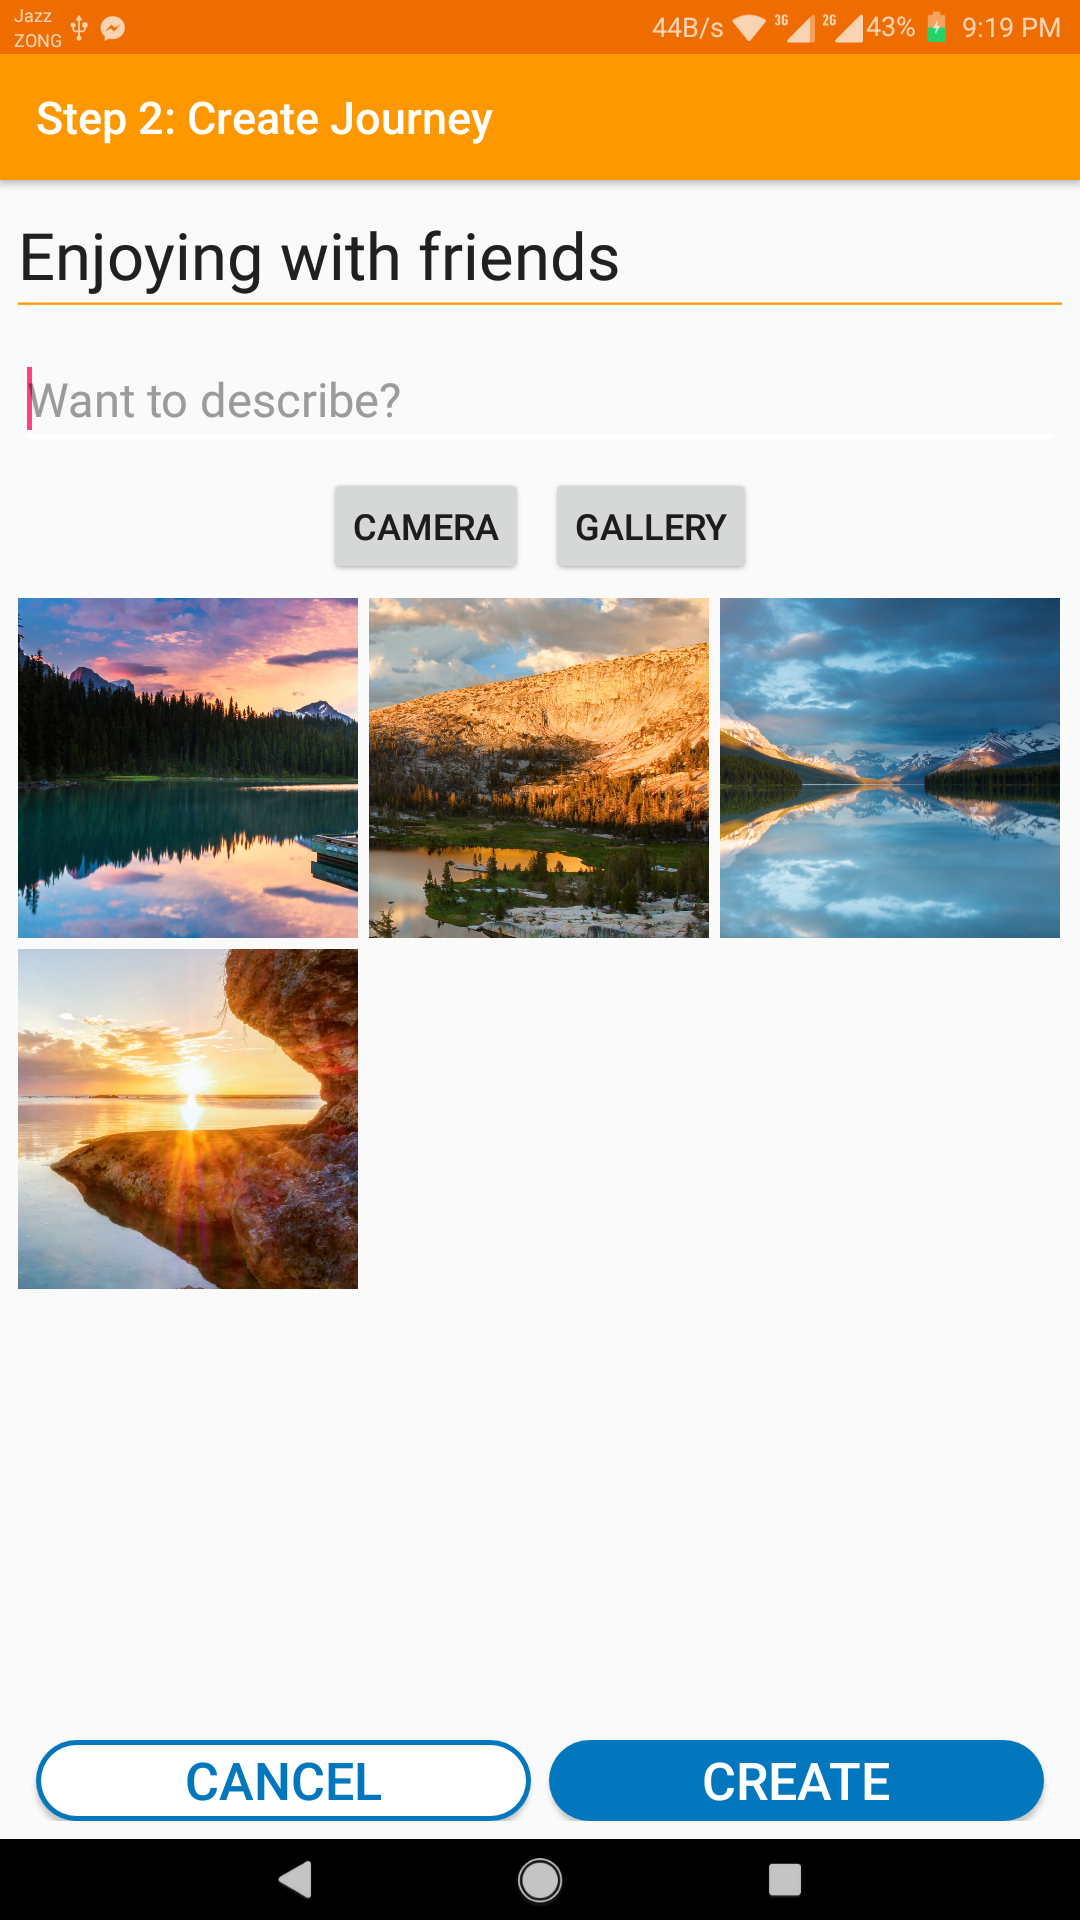 Jazz
ZONG
44B/s 3G 2G 43% 9:19 PM
Step 2: Create Journey
Enjoying with friends
Want to describe?
CAMERA GALLERY
CANCEL CREATE